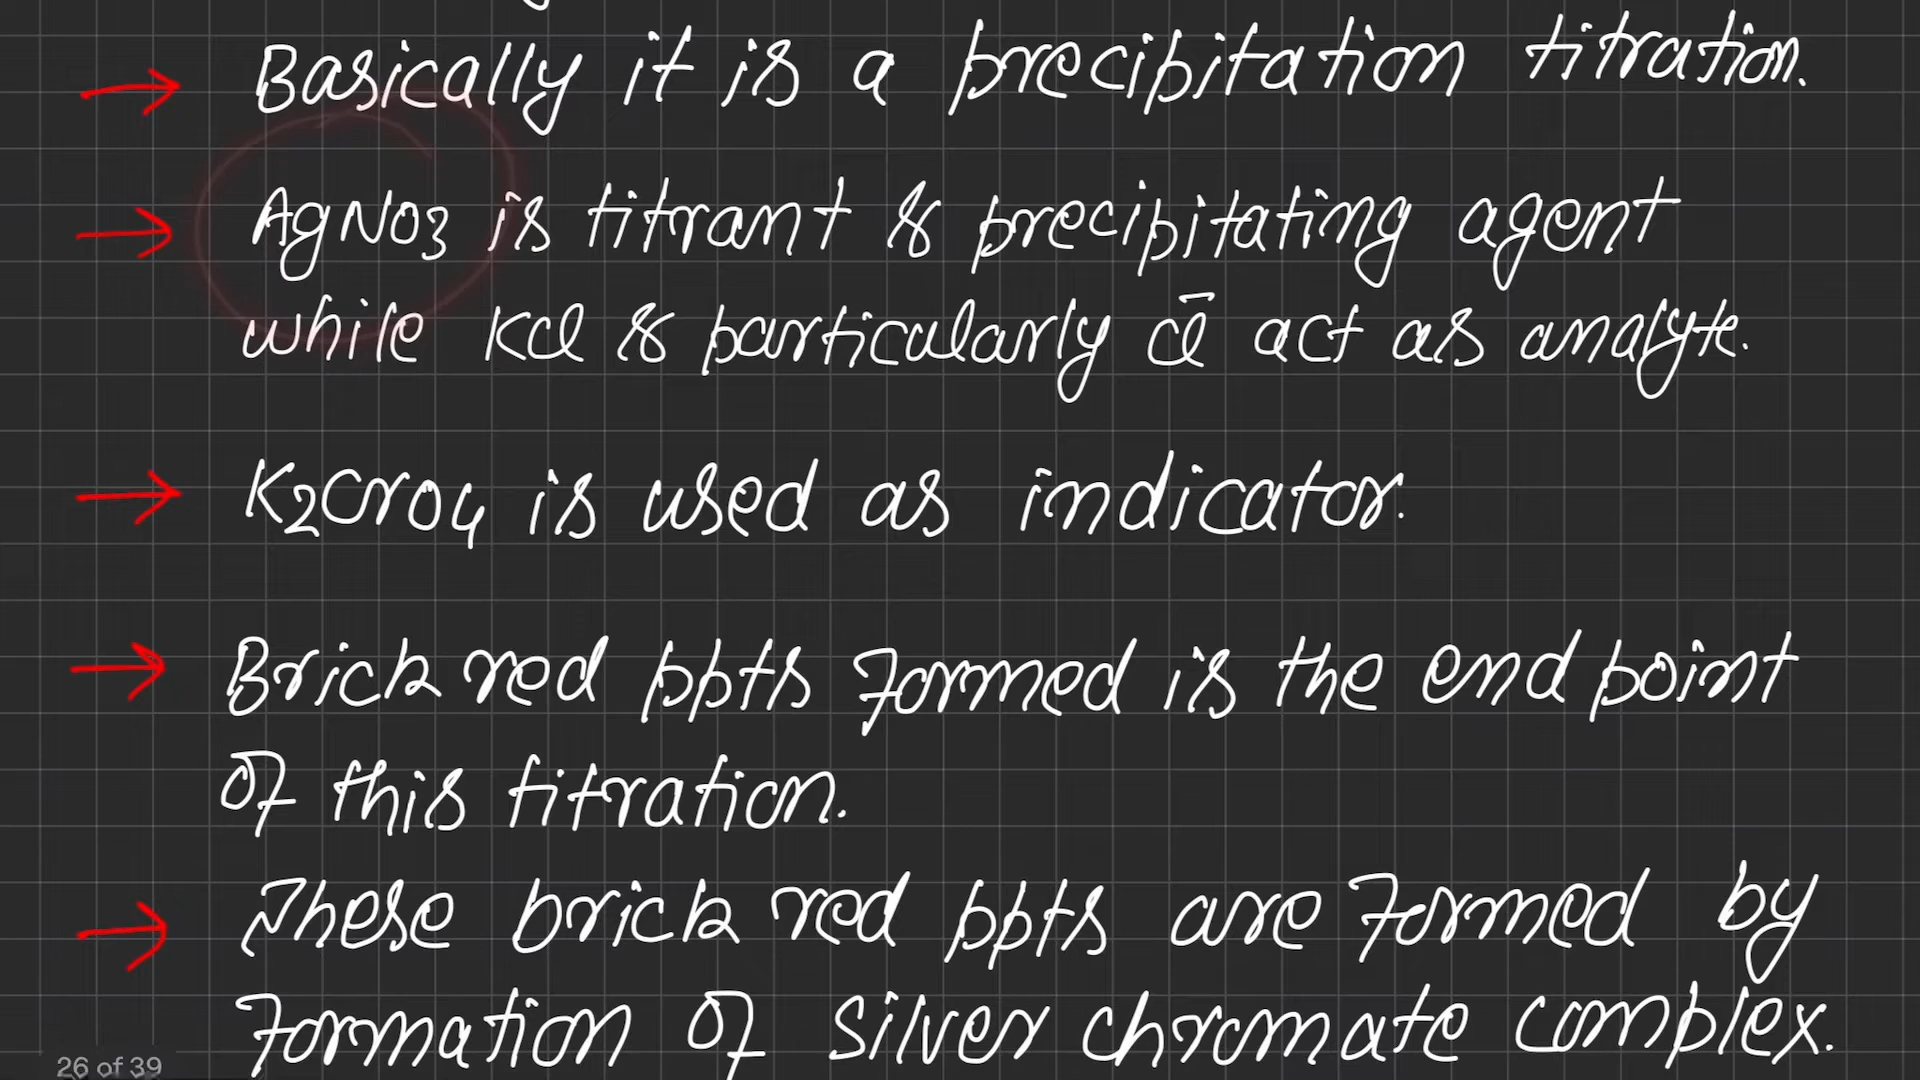 Basically it is a precipitation titration.
AgNO3 is titrant & precipitating agent
while KCl & particularly Cl⁻ act as analyte.
K2CrO4 is used as indicator.
Brick red ppts formed is the end point
of this titration.
These brick red ppts are formed by
formation of silver chromate complex.
26 of 39